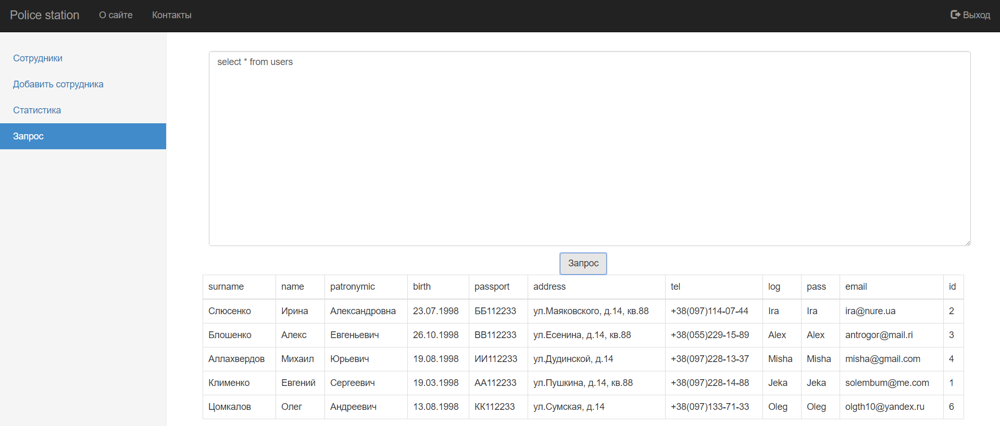 Police station О сайте Контакты Выход
Сотрудники
Добавить сотрудника
Статистика
Запрос
select * from users
Запрос
surname name patronymic birth passport address tel log pass email id
Слюсенко Ирина Александровна 23.07.1998 ББ112233 ул.Маяковского, д.14, кв.88 +38(097)114-07-44 Ira Ira ira@nure.ua 2
Блошенко Алекс Евгеньевич 26.10.1998 ВВ112233 ул.Есенина, д.14, кв.88 +38(055)229-15-89 Alex Alex antrogor@mail.ri 3
Аллахвердов Михаил Юрьевич 19.08.1998 ИИ112233 ул.Дудинской, д.14 +38(097)228-13-37 Misha Misha misha@gmail.com 4
Клименко Евгений Сергеевич 19.03.1998 АА112233 ул.Пушкина, д.14, кв.88 +38(097)228-14-88 Jeka Jeka solembum@me.com 1
Цомкалов Олег Андреевич 13.08.1998 КК112233 ул.Сумская, д.14 +38(097)133-71-33 Oleg Oleg olgth10@yandex.ru 6